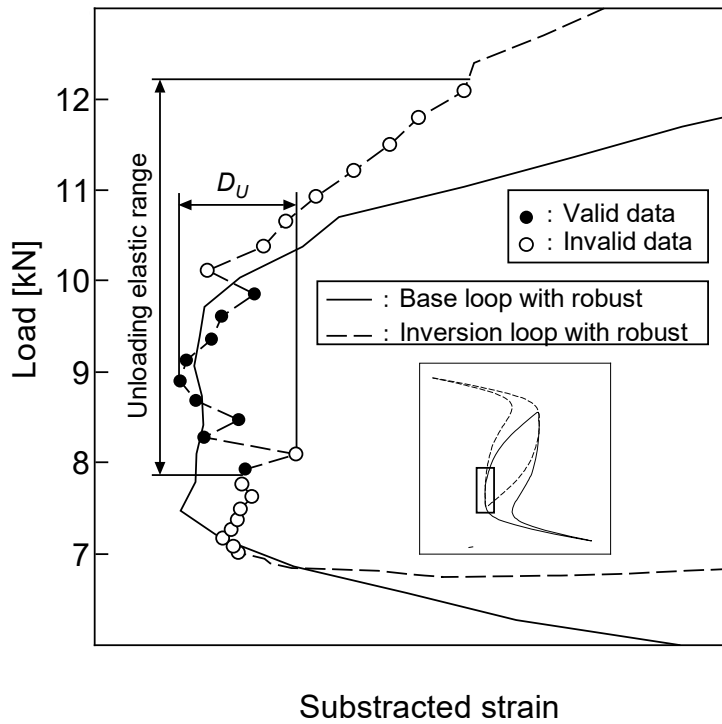 12
11
10
9
8
7
Load [kN]
Unloading elastic range
D_U
: Valid data
: Invalid data
: Base loop with robust
: Inversion loop with robust
Substracted strain